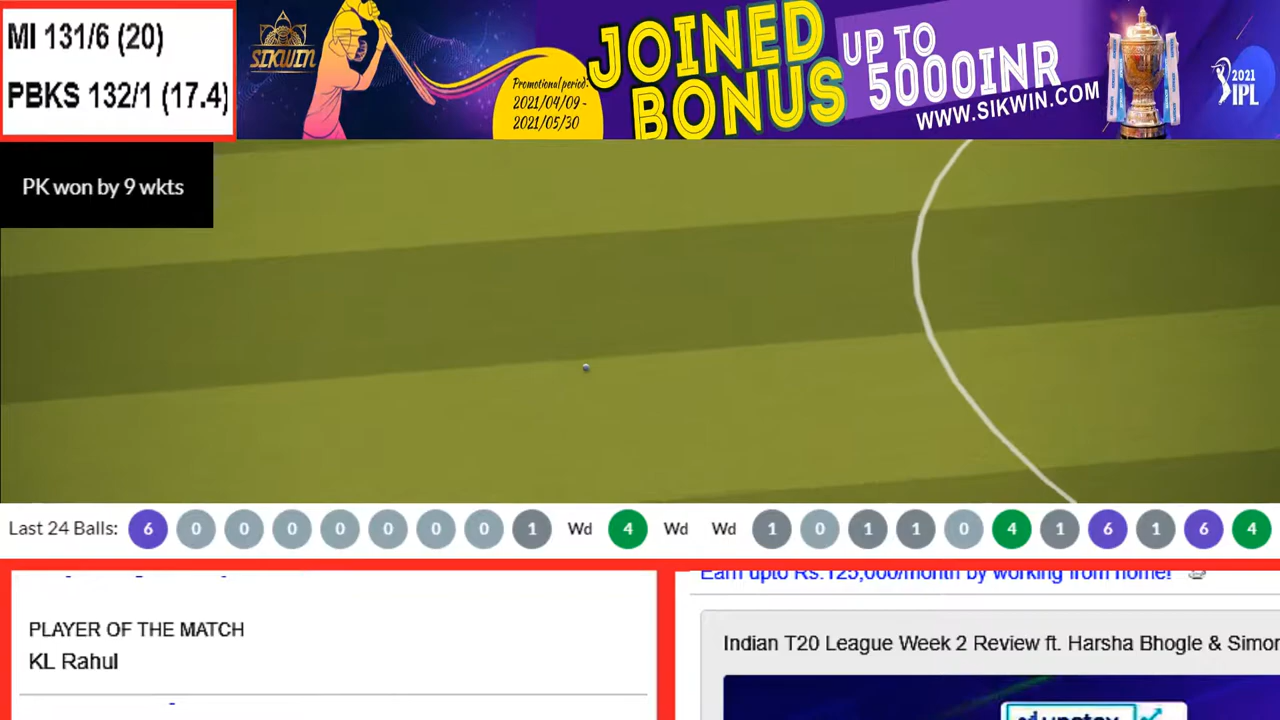 MI 131/6 (20)
PBKS 132/1 (17.4)
SIKWIN
Promotional period:
2021/04/09 -
2021/05/30
JOINED
BONUS
UP TO
5000INR
WWW.SIKWIN.COM
2021
IPL
PK won by 9 wkts
Last 24 Balls: 6 0 0 0 0 0 0 0 1 Wd 4 Wd Wd 1 0 1 1 0 4 1 6 1 6 4
Earn upto Rs.125,000/month by working from home!
PLAYER OF THE MATCH
KL Rahul
Indian T20 League Week 2 Review ft. Harsha Bhogle & Simon